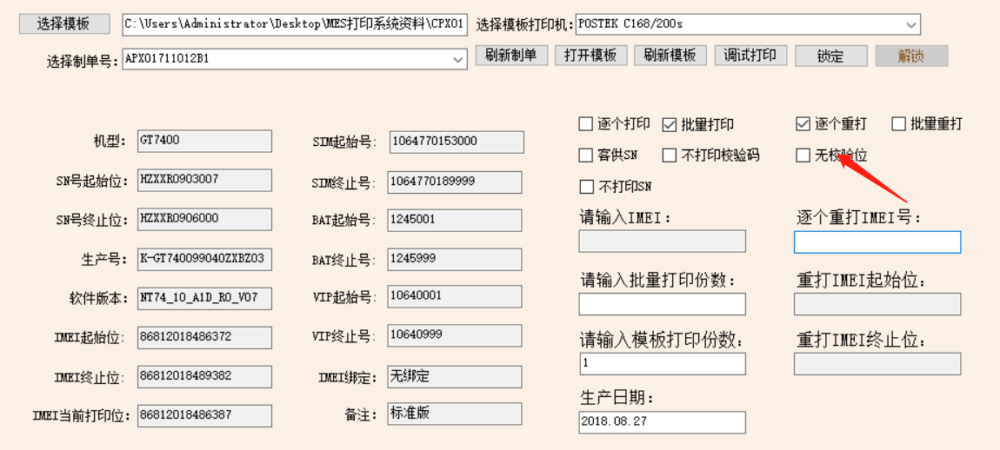 选择模板 C:\Users\Administrator\Desktop\MES打印系统资料\CPX01 选择模板打印机: POSTEK C168/200s
选择制单号: APX01711012B1 刷新制单 打开模板 刷新模板 调试打印 锁定 解锁
逐个打印 批量打印 逐个重打 批量重打
机型: GT7400 SIM起始号: 1064770153000
客供SN 不打印校验码 无校验位
SN号起始位: HZXXR0903007 SIM终止号: 1064770189999
不打印SN
SN号终止位: HZXXR0906000 BAT起始号: 1245001
请输入IMEI: 逐个重打IMEI号:
生产号: K-GT740099040ZXBZ03 BAT终止号: 1245999
请输入批量打印份数: 重打IMEI起始位:
软件版本: NT74_10_A1D_R0_V07 VIP起始号: 10640001
IMEI起始位: 86812018486372 VIP终止号: 10640999
请输入模板打印份数: 重打IMEI终止位:
1
IMEI终止位: 86812018489382 IMEI绑定: 无绑定
生产日期:
IMEI当前打印位: 86812018486387 备注: 标准版
2018.08.27